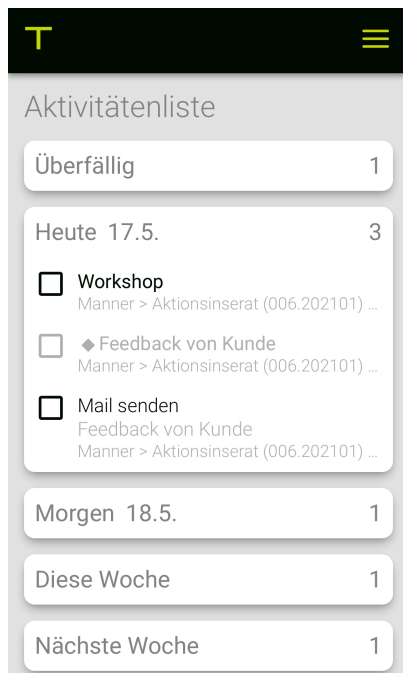 T
Aktivitätenliste
Überfällig 1
Heute 17.5. 3
Workshop
Manner > Aktionsinserat (006.202101) ...
◆ Feedback von Kunde
Manner > Aktionsinserat (006.202101) ...
Mail senden
Feedback von Kunde
Manner > Aktionsinserat (006.202101) ...
Morgen 18.5. 1
Diese Woche 1
Nächste Woche 1